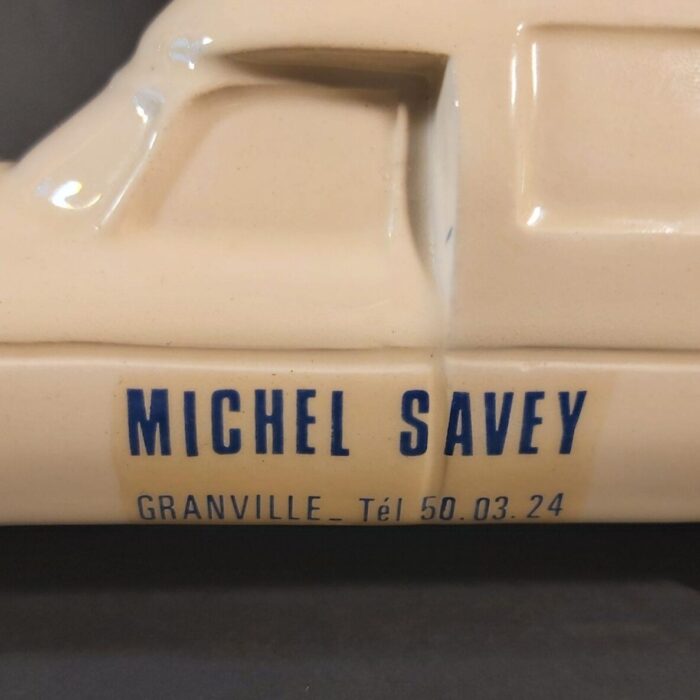 MICHEL SAVEY
GRANVILLE_ Tél 50.03.24